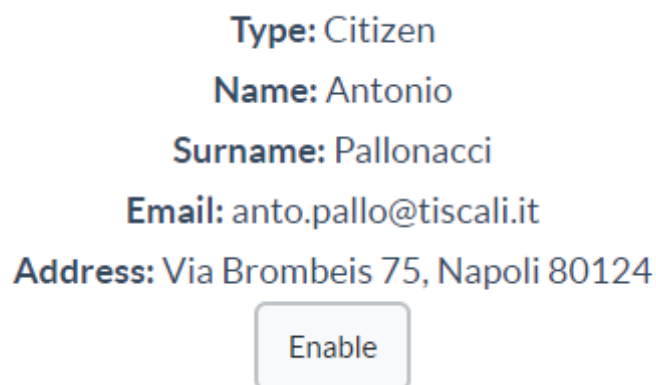 Type: Citizen
Name: Antonio
Surname: Pallonacci
Email: anto.pallo@tiscali.it
Address: Via Brombeis 75, Napoli 80124
Enable